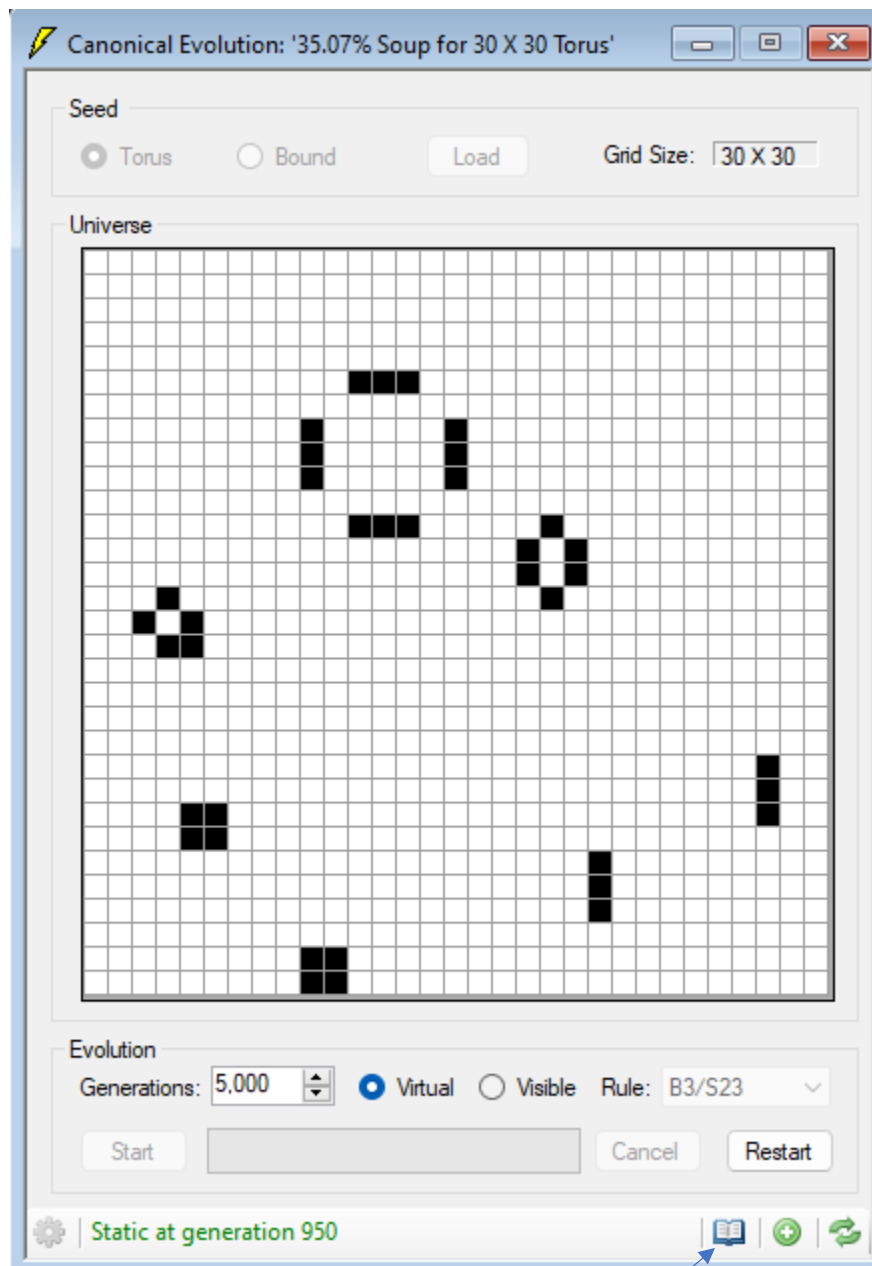 Canonical Evolution: '35.07% Soup for 30 X 30 Torus'
Seed
Torus Bound Load Grid Size: 30 X 30
Universe
Evolution
Generations: 5,000 Virtual Visible Rule: B3/S23
Start Cancel Restart
Static at generation 950